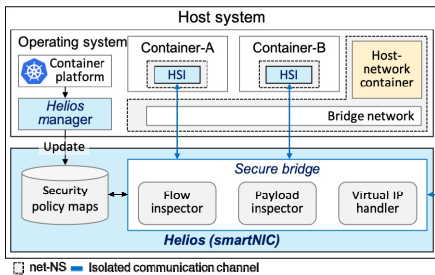 Host system
Operating system
Container platform
Helios manager
Update
Container-A
HSI
Container-B
HSI
Host-
network
container
Bridge network
Security
policy maps
Secure bridge
Flow
inspector
Payload
inspector
Virtual IP
handler
Helios (smartNIC)
net-NS
Isolated communication channel